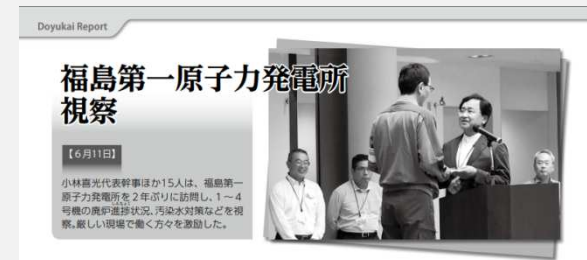 Doyukai Report
福島第一原子力発電所
視察
【6月11日】
小林喜光代表幹事ほか15人は、福島第一
原子力発電所を2年ぶりに訪問し、1〜4
号機の廃炉進捗状況、汚染水対策などを視
察。厳しい現場で働く方々を激励した。